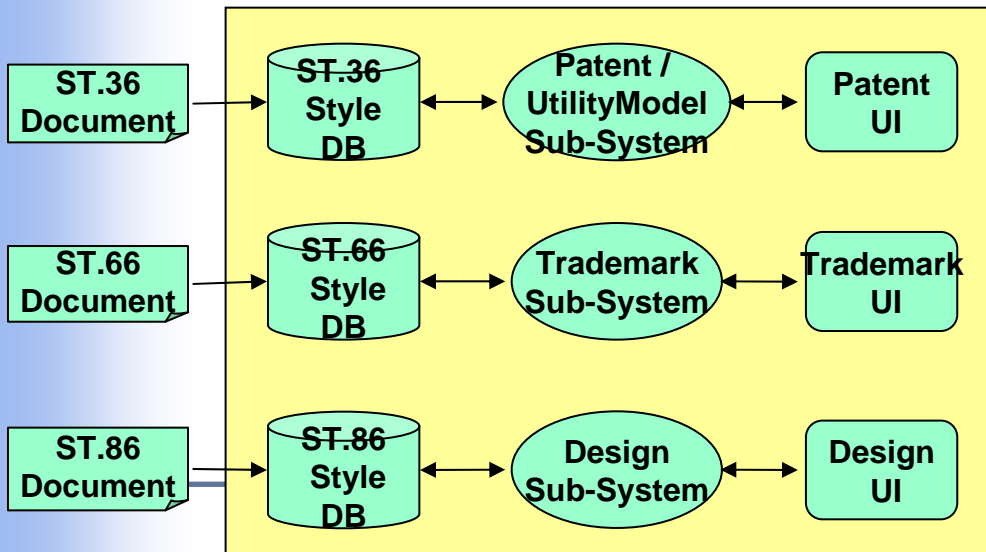 ST.36
Document
ST.36
Style
DB
Patent /
UtilityModel
Sub-System
Patent
UI
ST.66
Document
ST.66
Style
DB
Trademark
Sub-System
Trademark
UI
ST.86
Document
ST.86
Style
DB
Design
Sub-System
Design
UI